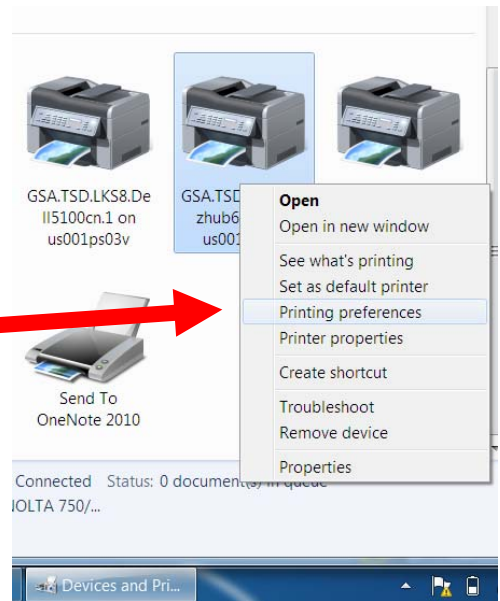 GSA.TSD.LKS8.De
ll5100cn.1 on
us001ps03v
GSA.TSD
zhub6
us001
Open
Open in new window
See what's printing
Set as default printer
Printing preferences
Printer properties
Create shortcut
Troubleshoot
Remove device
Properties
Send To
OneNote 2010
Connected Status: 0 document(s) in queue
NOLTA 750/...
Devices and Pri...